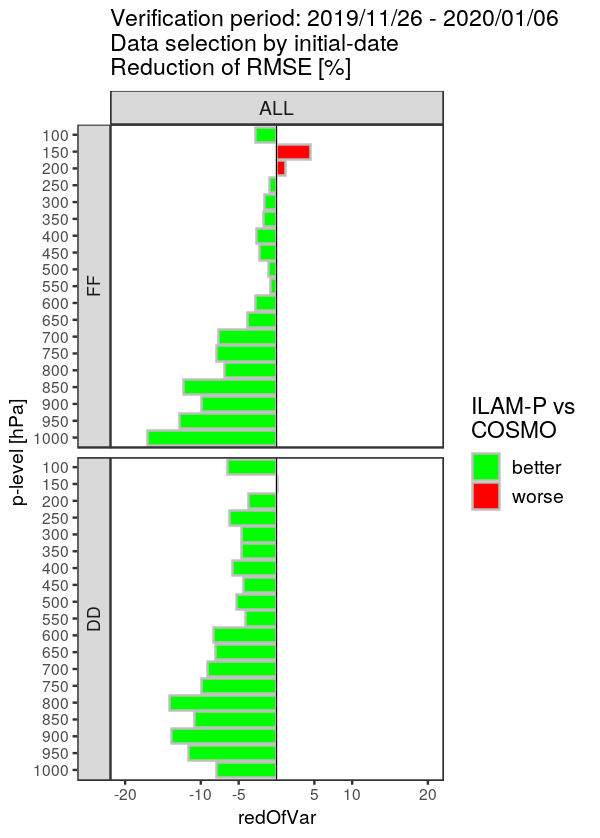 Verification period: 2019/11/26 - 2020/01/06
Data selection by initial-date
Reduction of RMSE [%]
ALL
FF
100
150
200
250
300
350
400
450
500
550
600
650
700
750
800
850
900
950
1000
DD
100
150
200
250
300
350
400
450
500
550
600
650
700
750
800
850
900
950
1000
p-level [hPa]
-20 -10 -5 5 10 20
redOfVar
ILAM-P vs
COSMO
better
worse